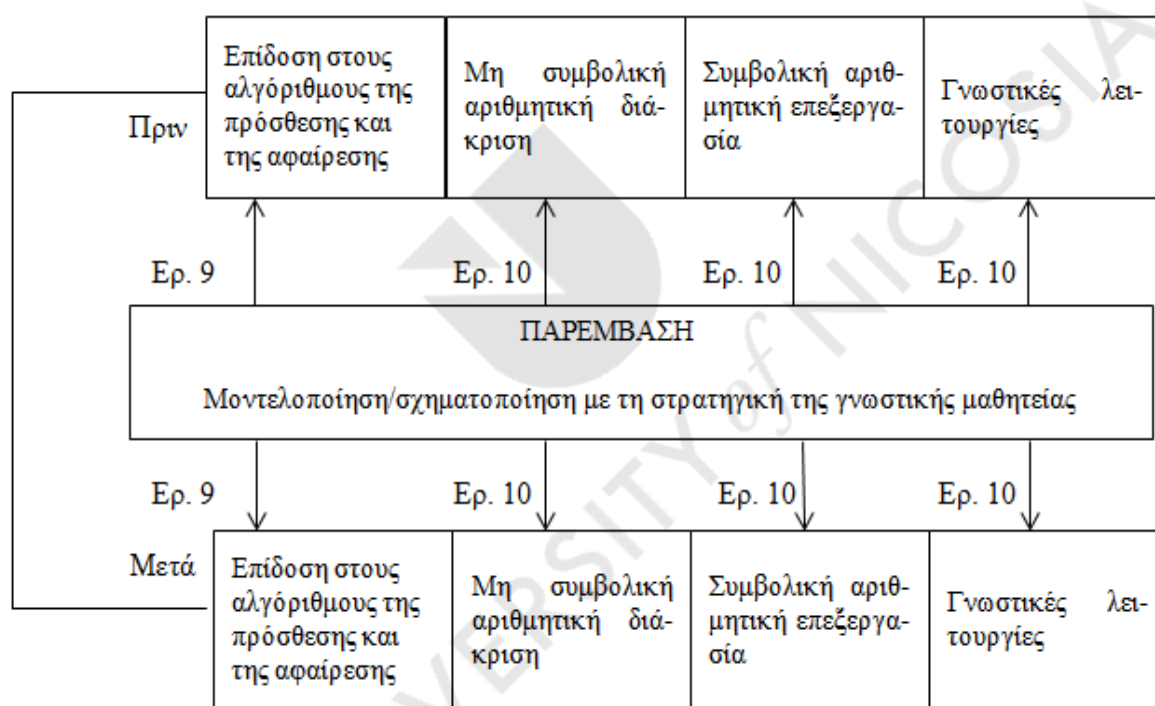 Πριν
Επίδοση στους
αλγόριθμους της
πρόσθεσης και
της αφαίρεσης
Μη συμβολική
αριθμητική διά-
κριση
Συμβολική αριθ-
μητική επεξεργα-
σία
Γνωστικές λει-
τουργίες
Ερ. 9
Ερ. 10
Ερ. 10
Ερ. 10
ΠΑΡΕΜΒΑΣΗ
Μοντελοποίηση/σχηματοποίηση με τη στρατηγική της γνωστικής μαθητείας
Ερ. 9
Ερ. 10
Ερ. 10
Ερ. 10
Μετά
Επίδοση στους
αλγόριθμους της
πρόσθεσης και
της αφαίρεσης
Μη συμβολική
αριθμητική διά-
κριση
Συμβολική αριθ-
μητική επεξεργα-
σία
Γνωστικές λει-
τουργίες
VERSITY of NICOSIA